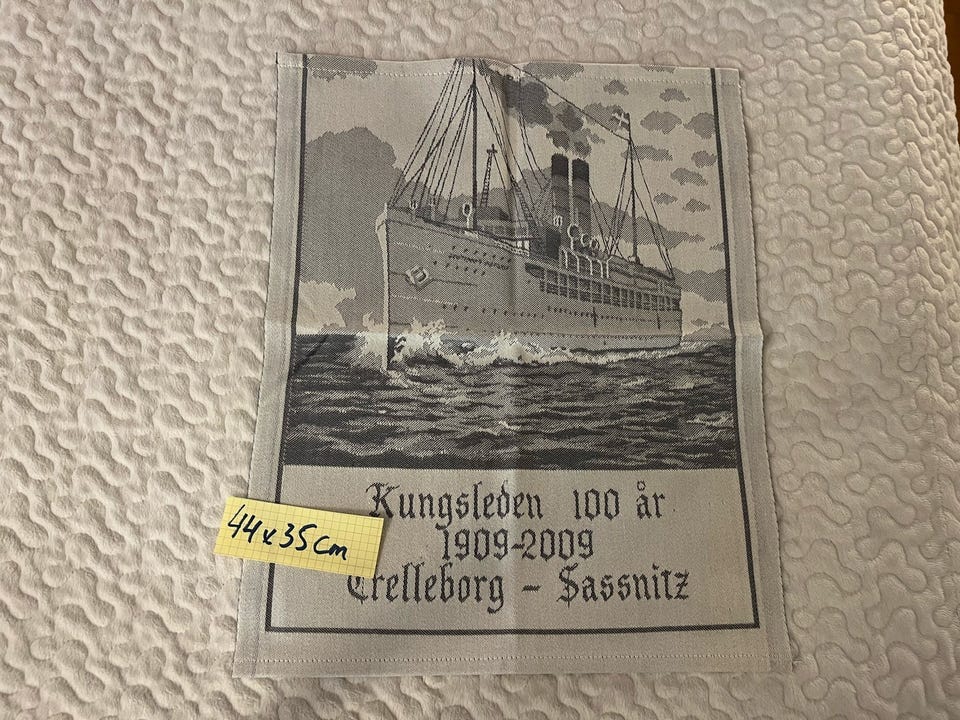 Kungsleden 100 år
1909-2009
Trelleborg - Sassnitz
44x35cm